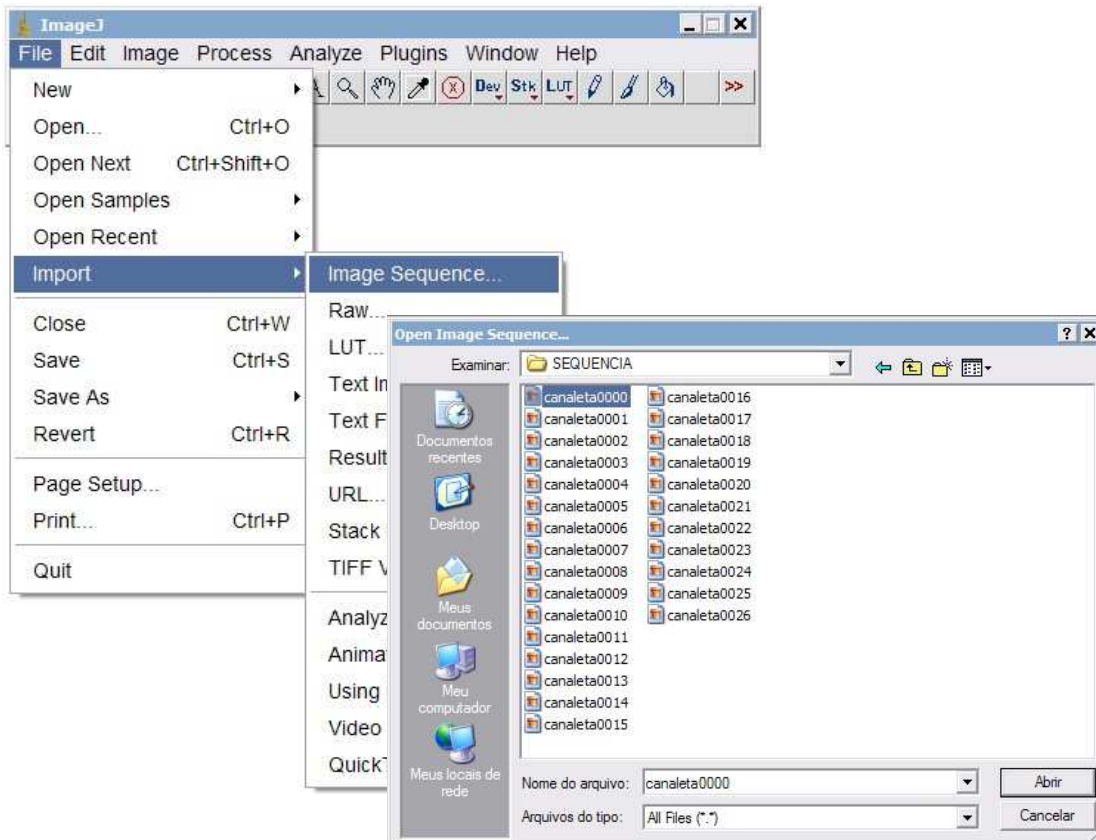 ImageJ
File Edit Image Process Analyze Plugins Window Help
Dev Stk LUT >>
New
Open... Ctrl+O
Open Next Ctrl+Shift+O
Open Samples
Open Recent
Import
Close Ctrl+W
Save Ctrl+S
Save As
Revert Ctrl+R
Page Setup...
Print... Ctrl+P
Quit
Image Sequence...
Raw...
LUT...
Text Im
Text F
Result
URL...
Stack
TIFF V
Analyz
Anima
Using
Video
QuickT
Open Image Sequence...
Examinar: SEQUENCIA
Documentos recentes
Desktop
Meus documentos
Meu computador
Meus locais de rede
canaleta0000
canaleta0001
canaleta0002
canaleta0003
canaleta0004
canaleta0005
canaleta0006
canaleta0007
canaleta0008
canaleta0009
canaleta0010
canaleta0011
canaleta0012
canaleta0013
canaleta0014
canaleta0015
canaleta0016
canaleta0017
canaleta0018
canaleta0019
canaleta0020
canaleta0021
canaleta0022
canaleta0023
canaleta0024
canaleta0025
canaleta0026
Nome do arquivo: canaleta0000 Abrir
Arquivos do tipo: All Files (*.*) Cancelar